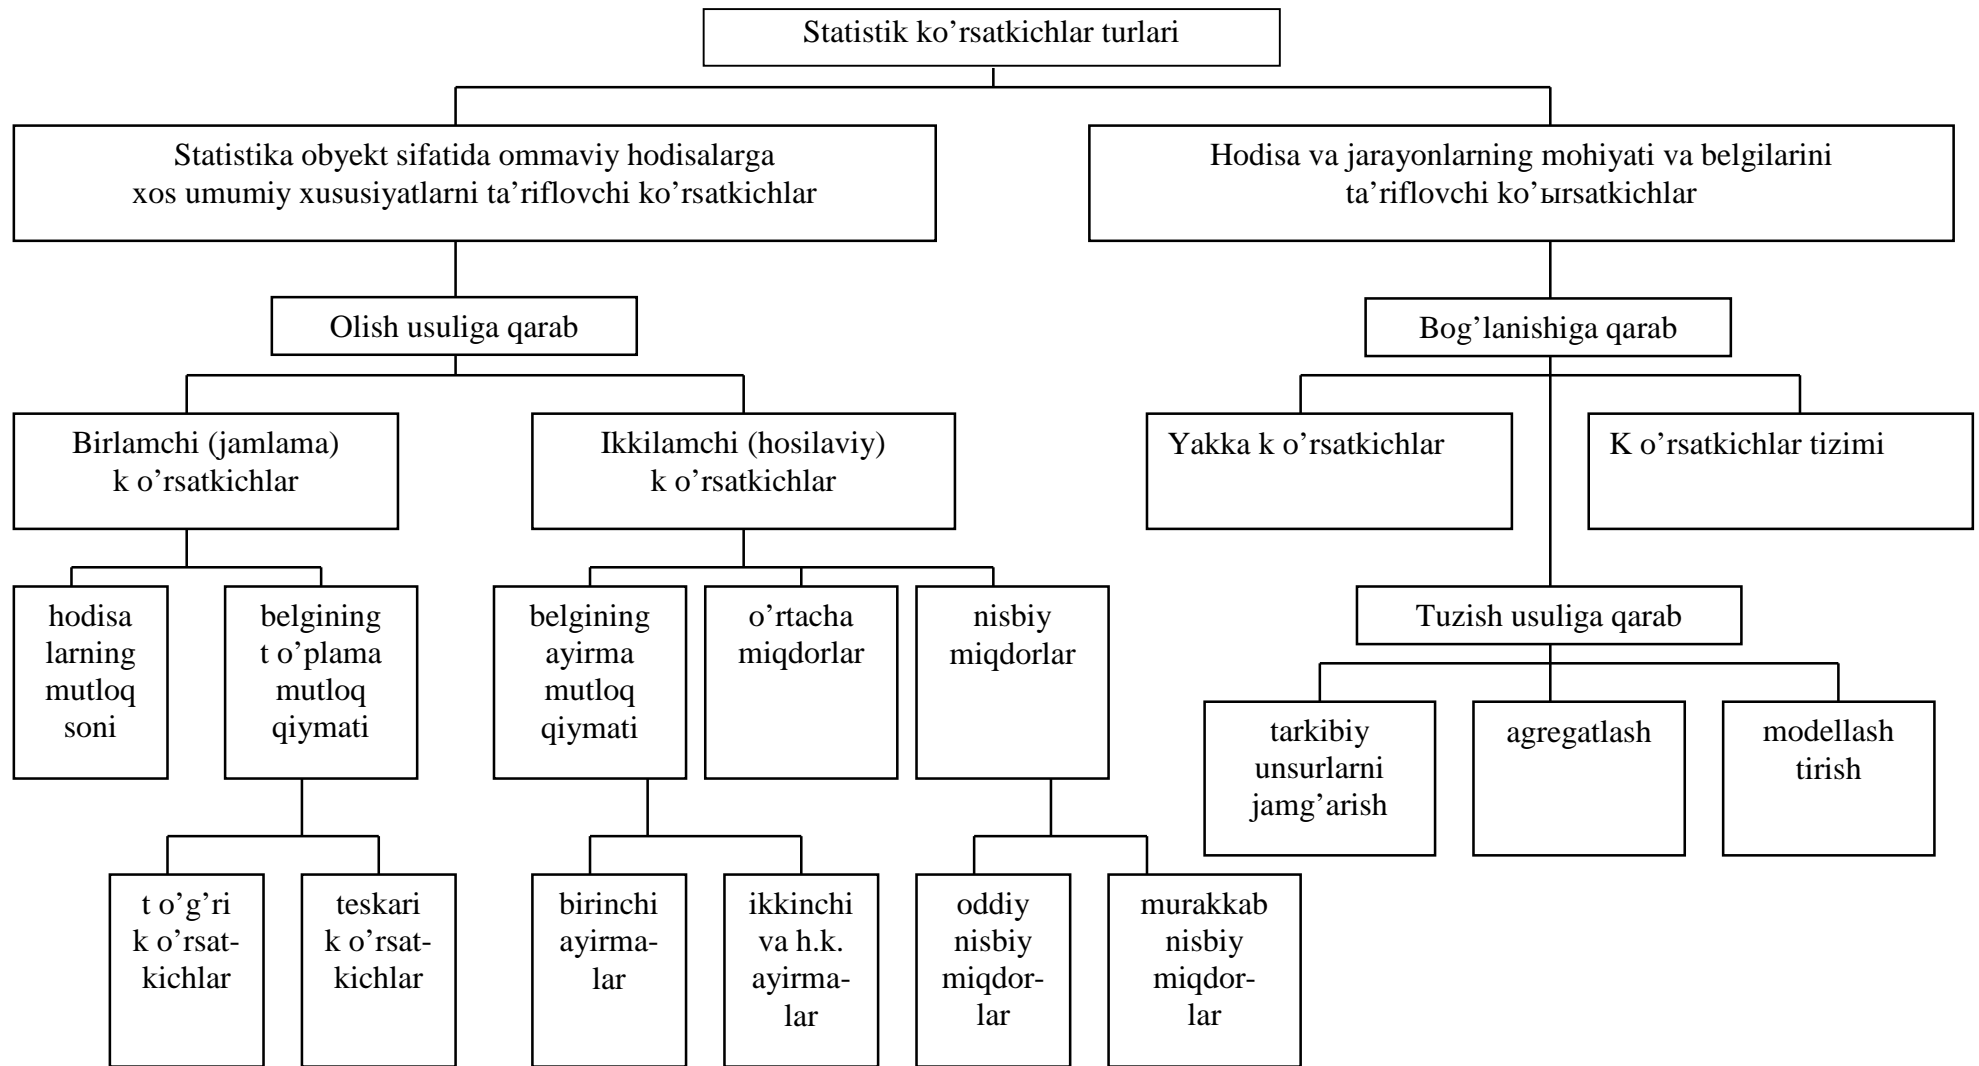 Statistik ko’rsatkichlar turlari
Statistika obyekt sifatida ommaviy hodisalarga
xos umumiy xususiyatlarni ta’riflovchi ko’rsatkichlar
Hodisa va jarayonlarning mohiyati va belgilarini
ta’riflovchi ko’ыrsatkichlar
Olish usuliga qarab
Bog’lanishiga qarab
Birlamchi (jamlama)
k o’rsatkichlar
Ikkilamchi (hosilaviy)
k o’rsatkichlar
Yakka k o’rsatkichlar
K o’rsatkichlar tizimi
hodisa
larning
mutloq
soni
belgining
t o’plama
mutloq
qiymati
belgining
ayirma
mutloq
qiymati
o’rtacha
miqdorlar
nisbiy
miqdorlar
Tuzish usuliga qarab
tarkibiy
unsurlarni
jamg’arish
agregatlash
modellash
tirish
t o’g’ri
k o’rsat-
kichlar
teskari
k o’rsat-
kichlar
birinchi
ayirma-
lar
ikkinchi
va h.k.
ayirma-
lar
oddiy
nisbiy
miqdor-
lar
murakkab
nisbiy
miqdor-
lar